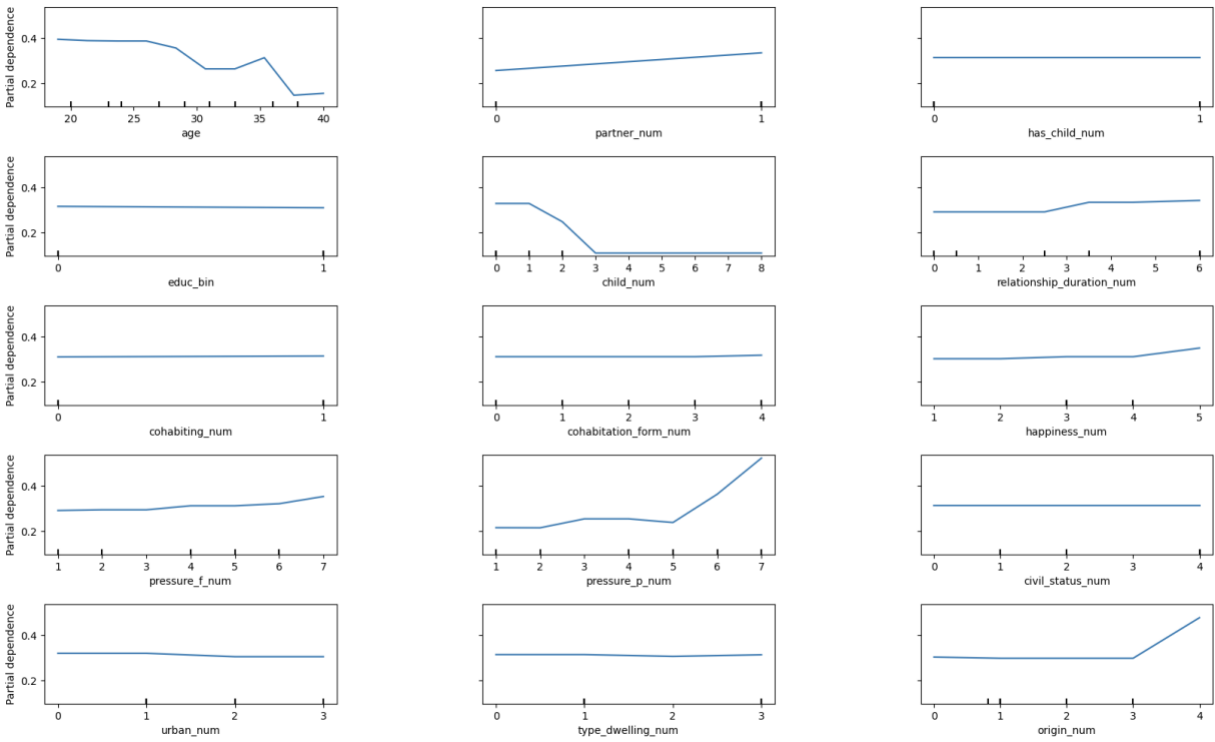 Partial dependence
0.4
0.2
20 25 30 35 40
age
0 1
partner_num
0 1
has_child_num
Partial dependence
0.4
0.2
0 1
educ_bin
0 1 2 3 4 5 6 7 8
child_num
0 1 2 3 4 5 6
relationship_duration_num
Partial dependence
0.4
0.2
0 1
cohabiting_num
0 1 2 3 4
cohabitation_form_num
1 2 3 4 5
happiness_num
Partial dependence
0.4
0.2
1 2 3 4 5 6 7
pressure_f_num
1 2 3 4 5 6 7
pressure_p_num
0 1 2 3 4
civil_status_num
Partial dependence
0.4
0.2
0 1 2 3
urban_num
0 1 2 3
type_dwelling_num
0 1 2 3 4
origin_num